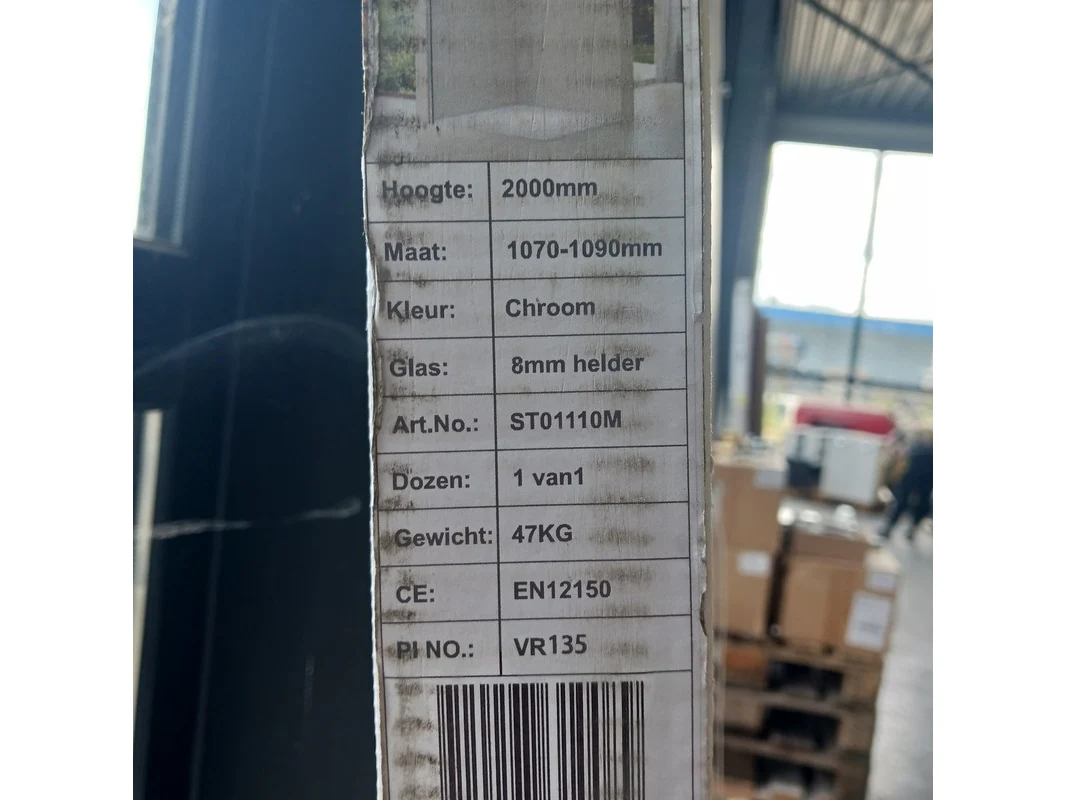 Hoogte: 2000mm
Maat: 1070-1090mm
Kleur: Chroom
Glas: 8mm helder
Art.No.: ST01110M
Dozen: 1 van1
Gewicht: 47KG
CE: EN12150
PI NO.: VR135